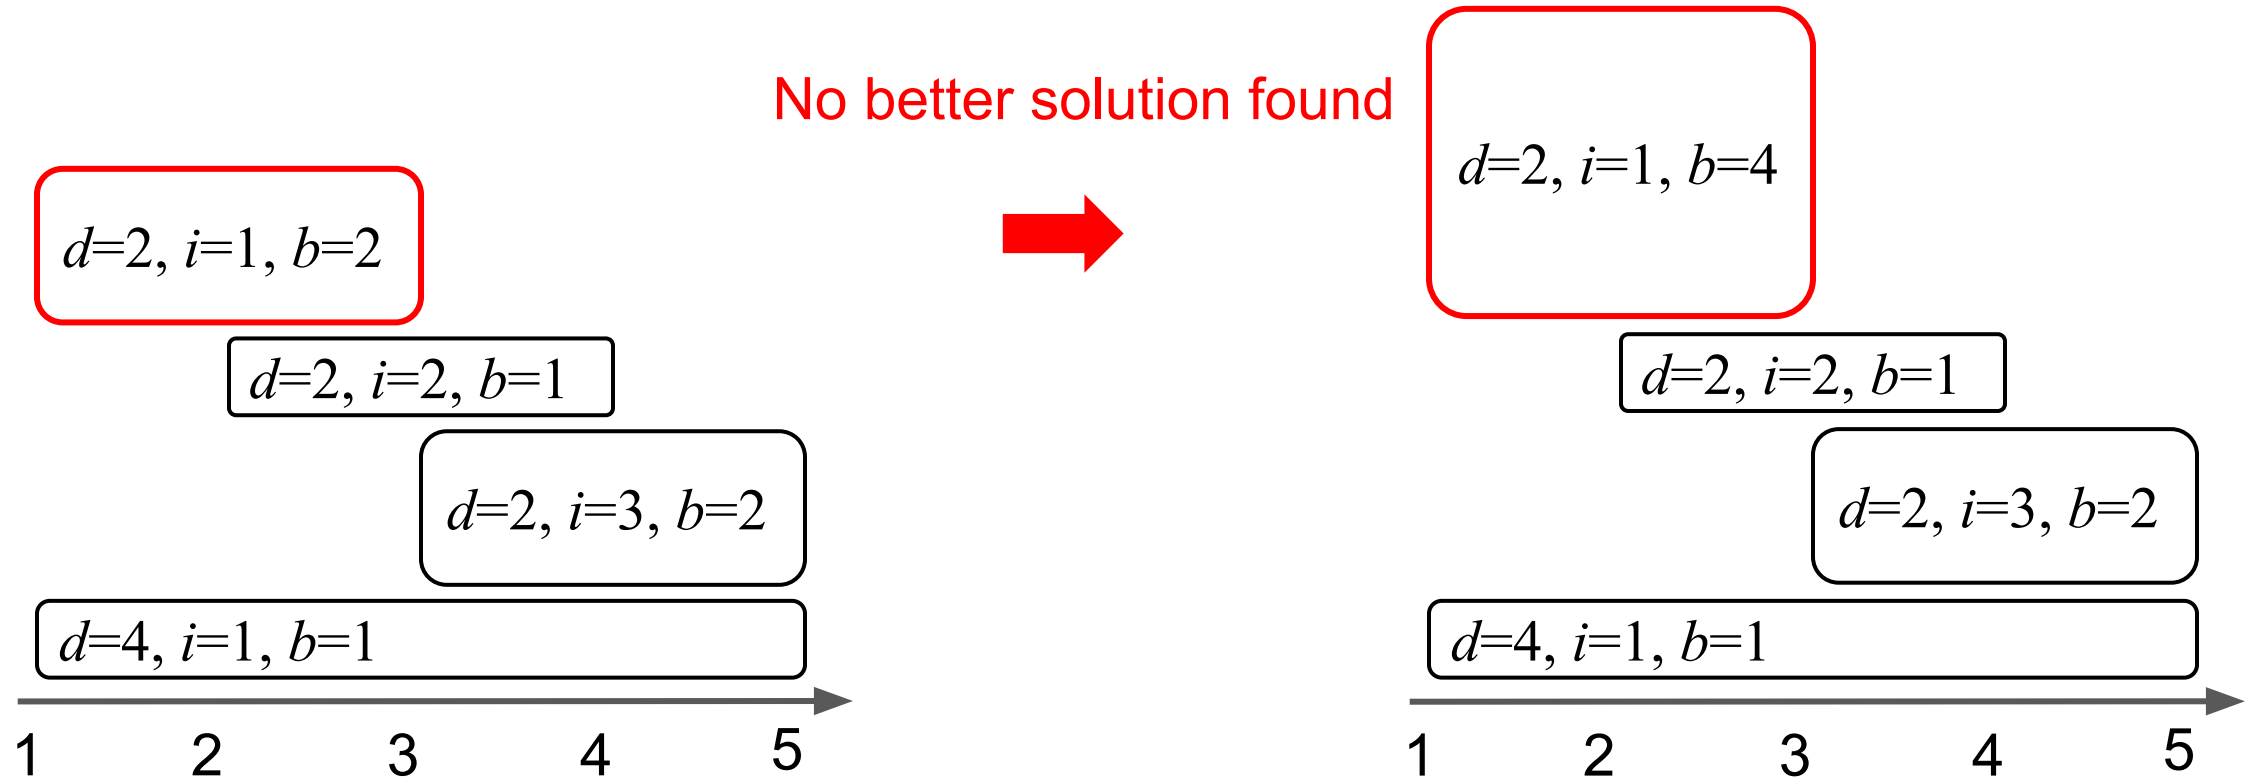 No better solution found
d=2, i=1, b=2
d=2, i=2, b=1
d=2, i=3, b=2
d=4, i=1, b=1
1 2 3 4 5
d=2, i=1, b=4
d=2, i=2, b=1
d=2, i=3, b=2
d=4, i=1, b=1
1 2 3 4 5